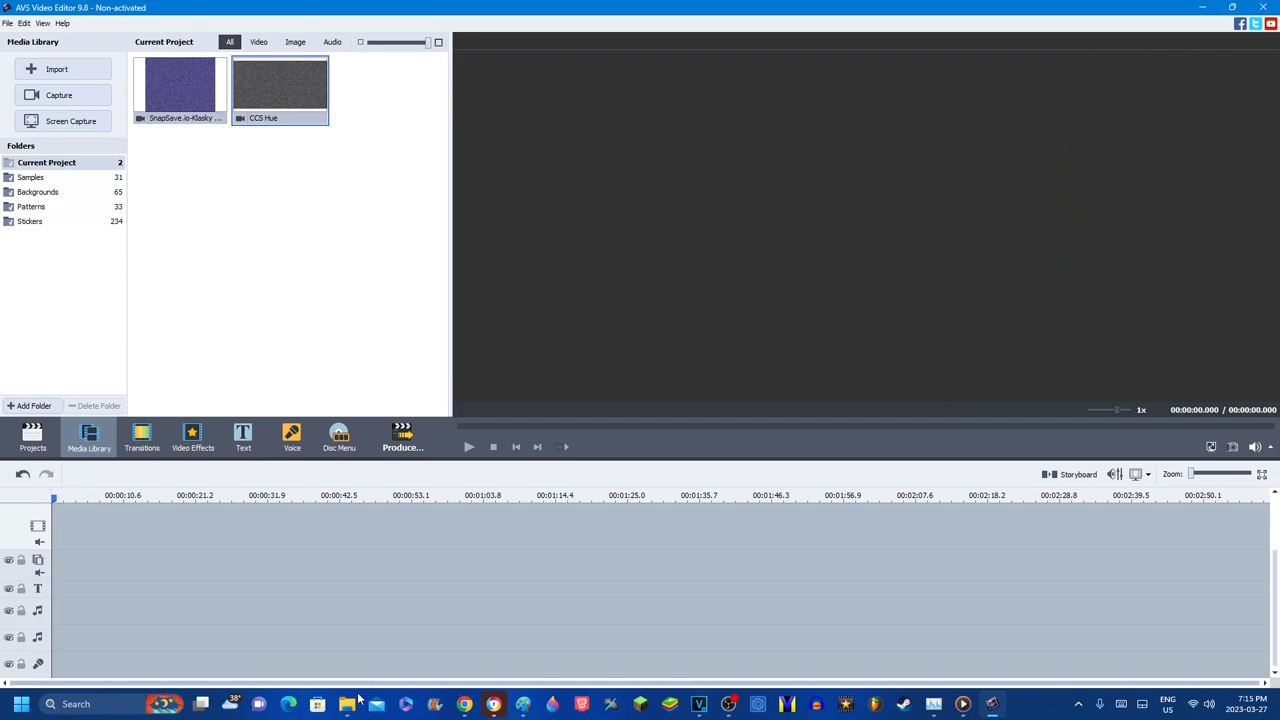 AVS Video Editor 9.8 - Non-activated
File Edit View Help
Media Library
Current Project All Video Image Audio
Import
Capture
Screen Capture
SnapSave.io-Klasky ...
CCS Hue
Folders
Current Project 2
Samples 31
Backgrounds 65
Patterns 33
Stickers 234
Add Folder Delete Folder
1x 00:00:00.000 / 00:00:00.000
Projects Media Library Transitions Video Effects Text Voice Disc Menu Produce...
Storyboard Zoom:
00:00:10.6 00:00:21.2 00:00:31.9 00:00:42.5 00:00:53.1 00:01:03.8 00:01:14.4 00:01:25.0 00:01:35.7 00:01:46.3 00:01:56.9 00:02:07.6 00:02:18.2 00:02:28.8 00:02:39.5 00:02:50.1
T
Search
38°
ENG
US
7:15 PM
2023-03-27